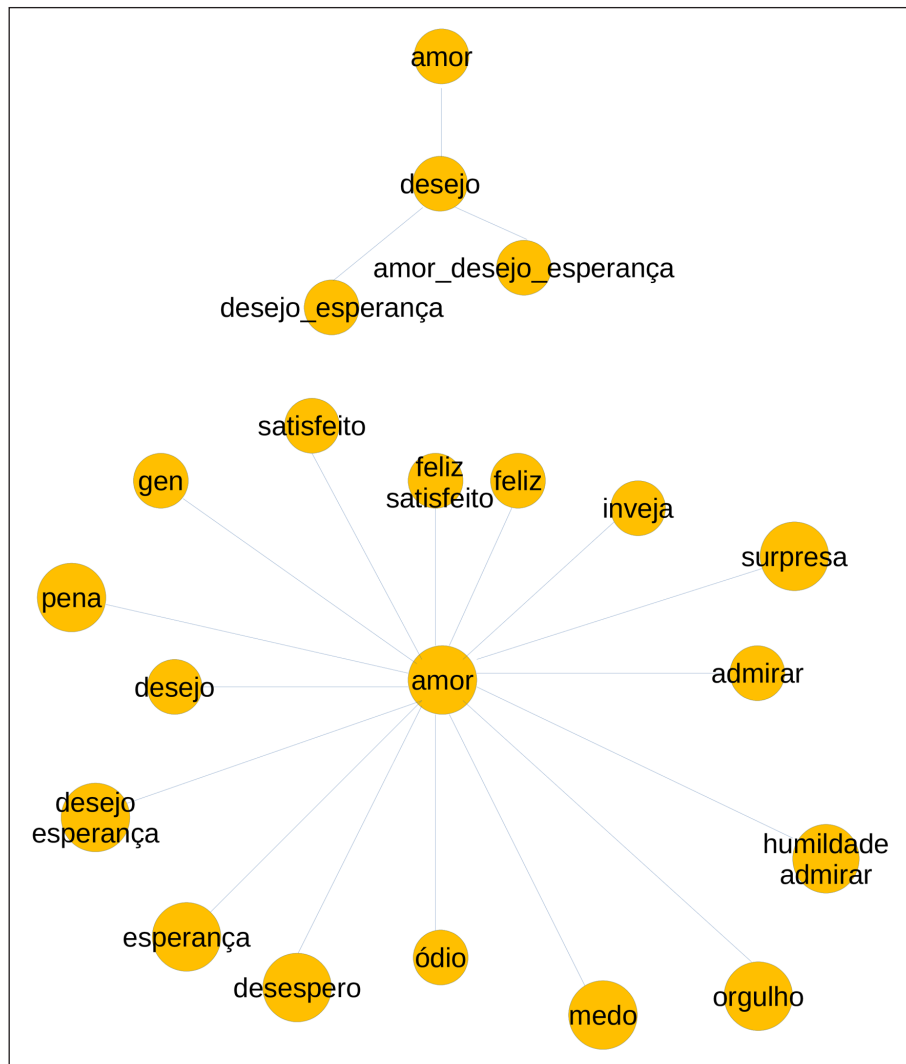 amor
desejo
amor_desejo_esperança
desejo_esperança
satisfeito
gen
feliz
satisfeito
feliz
inveja
surpresa
pena
amor
admirar
desejo
desejo
esperança
humildade
admirar
esperança
ódio
desespero
orgulho
medo